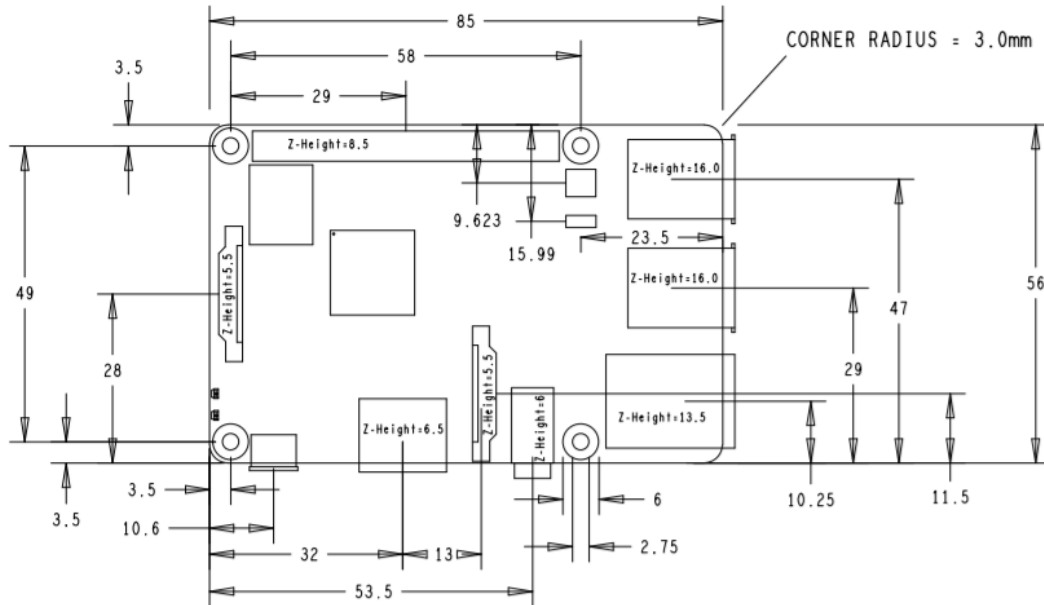 85
CORNER RADIUS = 3.0mm
58
3.5
29
Z-Height=8.5
Z-Height=16.0
9.623
15.99
23.5
Z-Height=5.5
Z-Height=16.0
49
56
47
28
29
Z-Height=5.5
Z-Height=6.5
Z-Height=6
Z-Height=13.5
3.5
3.5
6
10.25
11.5
10.6
32
13
2.75
53.5